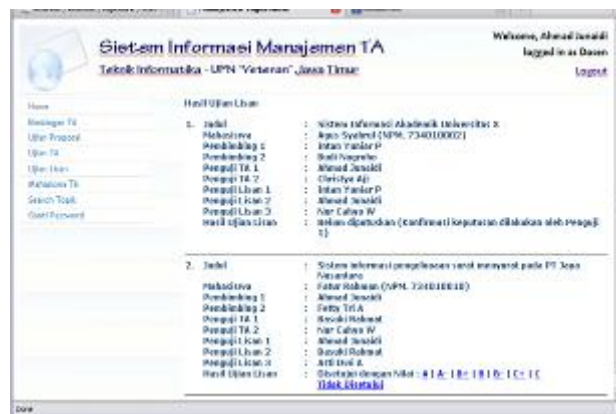 Sistem Informasi Manajemen TA
Teknik Informatika - UPN "Veteran" Jawa Timur
Welcome, Ahmad Junaidi
logged in as Dosen
Logout
Home
Bimbingan TA
Ujian Proposal
Ujian TA
Ujian Lisan
Mahasiswa TA
Search Topik
Ganti Password
Hasil Ujian Lisan
1. Judul : Sistem Informasi Akademik Universitas X
Mahasiswa : Agus Syahrul (NPM. 734010002)
Pembimbing 1 : Intan Yuniar P
Pembimbing 2 : Budi Nugroho
Penguji TA 1 : Ahmad Junaidi
Penguji TA 2 : Christya Aji
Penguji Lisan 1 : Intan Yuniar P
Penguji Lisan 2 : Ahmad Junaidi
Penguji Lisan 3 : Nur Cahyo W
Hasil Ujian Lisan : Belum diputuskan (Konfirmasi keputusan dilakukan oleh Penguji
1)
2. Judul : Sistem informasi pengelolaan surat menyurat pada PT Jaya
Nusantara
Mahasiswa : Fatur Rahman (NPM. 734010010)
Pembimbing 1 : Ahmad Junaidi
Pembimbing 2 : Fetty Tri A
Penguji TA 1 : Basuki Rahmat
Penguji TA 2 : Nur Cahyo W
Penguji Lisan 1 : Ahmad Junaidi
Penguji Lisan 2 : Basuki Rahmat
Penguji Lisan 3 : Arti Dwi A
Hasil Ujian Lisan : Disetujui dengan Nilai : A | A- | B+ | B | B- | C+ | C
Tidak Disetujui
Done